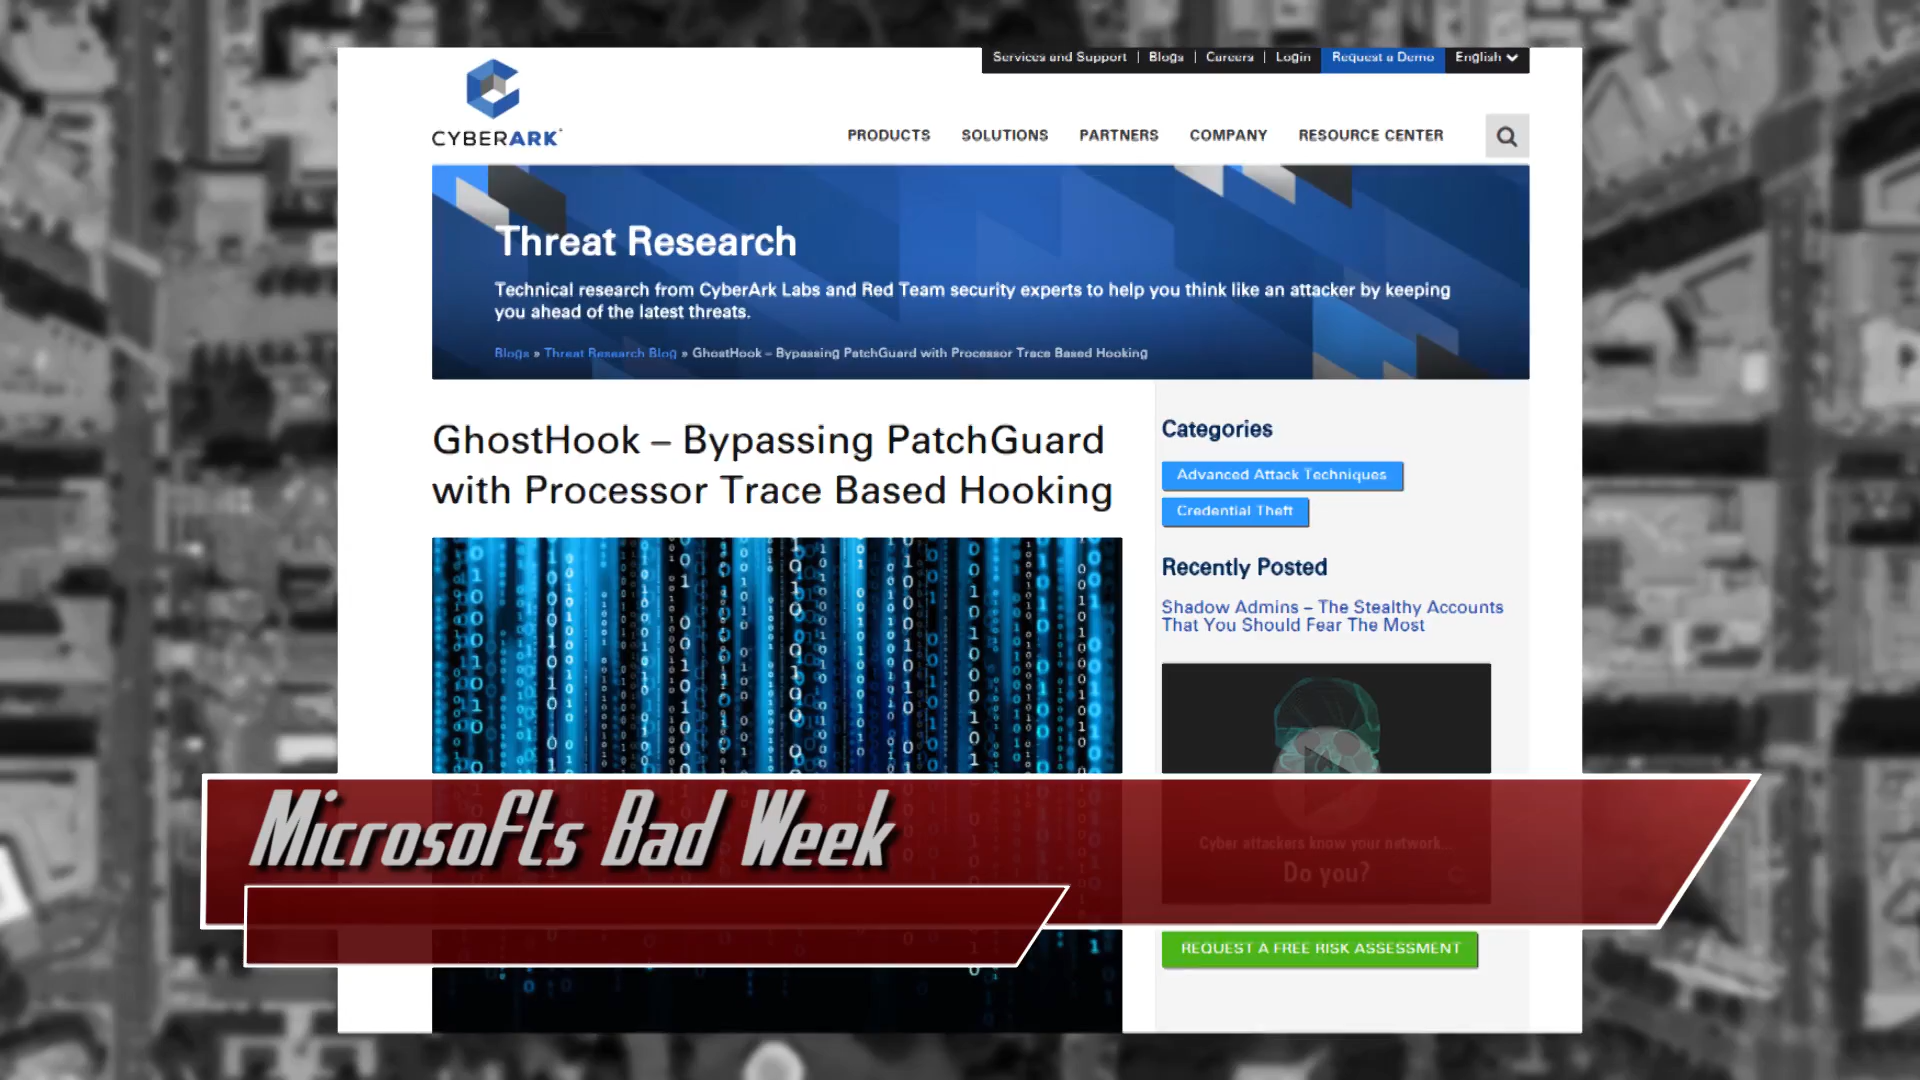 Services and Support | Blogs | Careers | Login Request a Demo English
CYBERARK
PRODUCTS SOLUTIONS PARTNERS COMPANY RESOURCE CENTER
Threat Research
Technical research from CyberArk Labs and Red Team security experts to help you think like an attacker by keeping
you ahead of the latest threats.
Blogs » Threat Research Blog » GhostHook – Bypassing PatchGuard with Processor Trace Based Hooking
GhostHook – Bypassing PatchGuard
with Processor Trace Based Hooking
Categories
Advanced Attack Techniques
Credential Theft
Recently Posted
Shadow Admins – The Stealthy Accounts
That You Should Fear The Most
Cyber attackers know your network...
Do you?
Microsofts Bad Week
REQUEST A FREE RISK ASSESSMENT